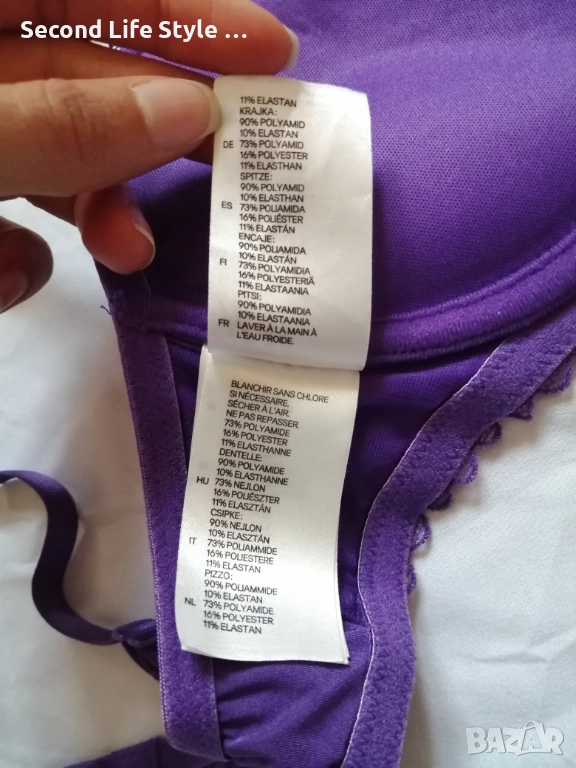 Second Life Style ...
11% ELASTAN
KRAJKA:
90% POLYAMID
10% ELASTAN
DE 73% POLYAMID
16% POLYESTER
11% ELASTHAN
SPITZE:
90% POLYAMID
10% ELASTHAN
ES 73% POLIAMIDA
16% POLIÉSTER
11% ELASTÁN
ENCAJE:
90% POLIAMIDA
10% ELASTÁN
FI 73% POLYAMIDIA
16% POLYESTERIÄ
11% ELASTAANIA
PITSI:
90% POLYAMIDIA
10% ELASTAANIA
FR LAVER À LA MAIN À
L'EAU FROIDE.
BLANCHIR SANS CHLORE
SI NÉCESSAIRE.
SÉCHER À L'AIR.
NE PAS REPASSER.
73% POLYAMIDE
16% POLYESTER
11% ELASTHANNE
DENTELLE:
90% POLYAMIDE
10% ELASTHANNE
HU 73% NEJLON
16% POLIÉSZTER
11% ELASZTÁN
CSIPKE:
90% NEJLON
10% ELASZTÁN
IT 73% POLIAMMIDE
16% POLIESTERE
11% ELASTAN
PIZZO:
90% POLIAMMIDE
10% ELASTAN
NL 73% POLYAMIDE
16% POLYESTER
11% ELASTAN
BAZAR